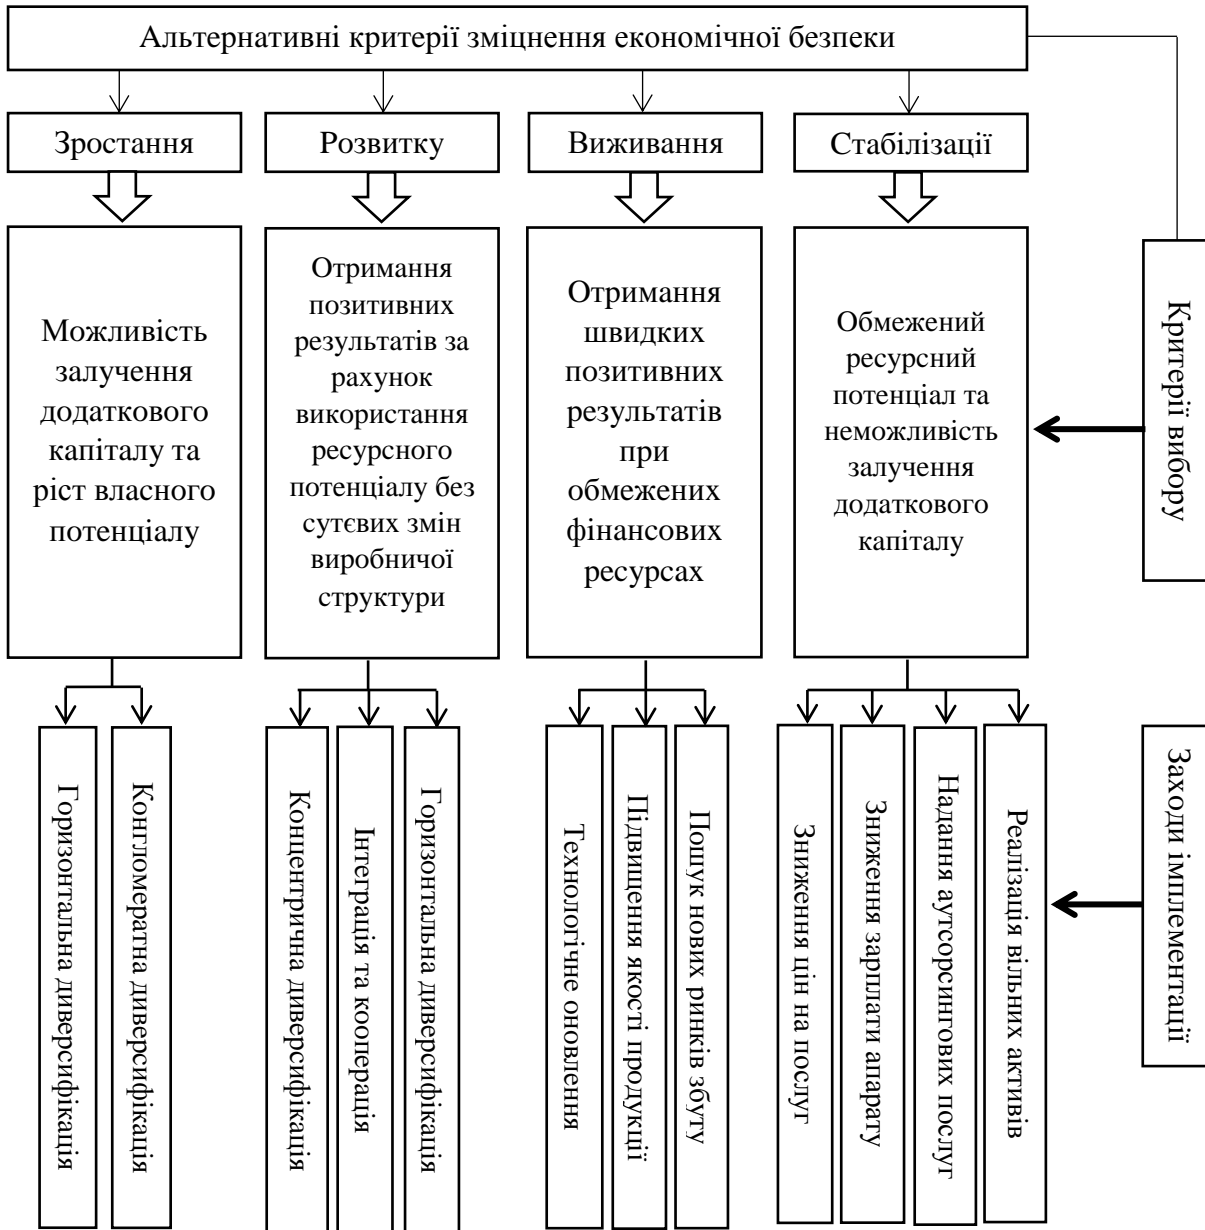 Альтернативні критерії зміцнення економічної безпеки
Зростання
Розвитку
Виживання
Стабілізації
Можливість
залучення
додаткового
капіталу та
ріст власного
потенціалу
Отримання
позитивних
результатів за
рахунок
використання
ресурсного
потенціалу без
сутєвих змін
виробничої
структури
Отримання
швидких
позитивних
результатів
при
обмежених
фінансових
ресурсах
Обмежений
ресурсний
потенціал та
неможливість
залучення
додаткового
капіталу
Критерії вибору
Горизонтальна диверсифікація
Конгломератна диверсифікація
Концентрична диверсифікація
Інтеграція та кооперація
Горизонтальна диверсифікація
Технологічне оновлення
Підвищення якості продукції
Пошук нових ринків збуту
Зниження цін на послуг
Зниження зарплати апарату
Надання аутсорсингових послуг
Реалізація вільних активів
Заходи імплементації